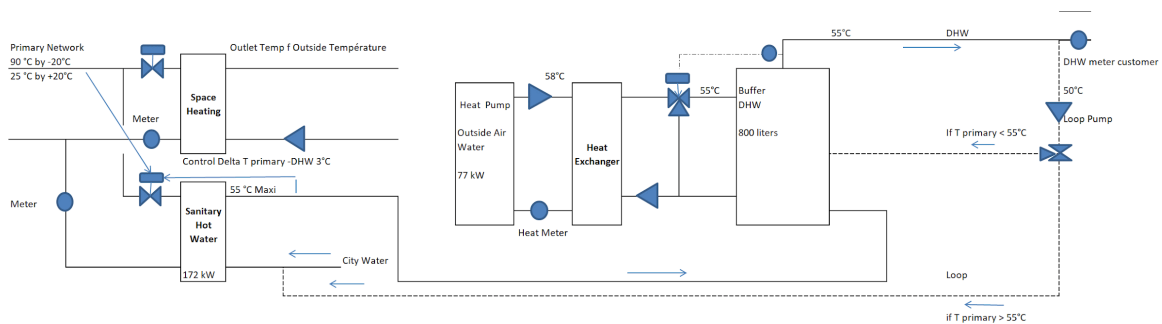 Primary Network
90 °C by -20°C
25 °C by +20°C
Outlet Temp f Outside Température
Space
Heating
Meter
Control Delta T primary -DHW 3°C
55 °C Maxi
Meter
Sanitary
Hot
Water
172 kW
City Water
58°C
Heat Pump
Outside Air
Water
77 kW
Heat
Exchanger
Heat Meter
55°C
Buffer
DHW
800 liters
55°C
DHW
DHW meter customer
50°C
Loop Pump
If T primary < 55°C
Loop
if T primary > 55°C